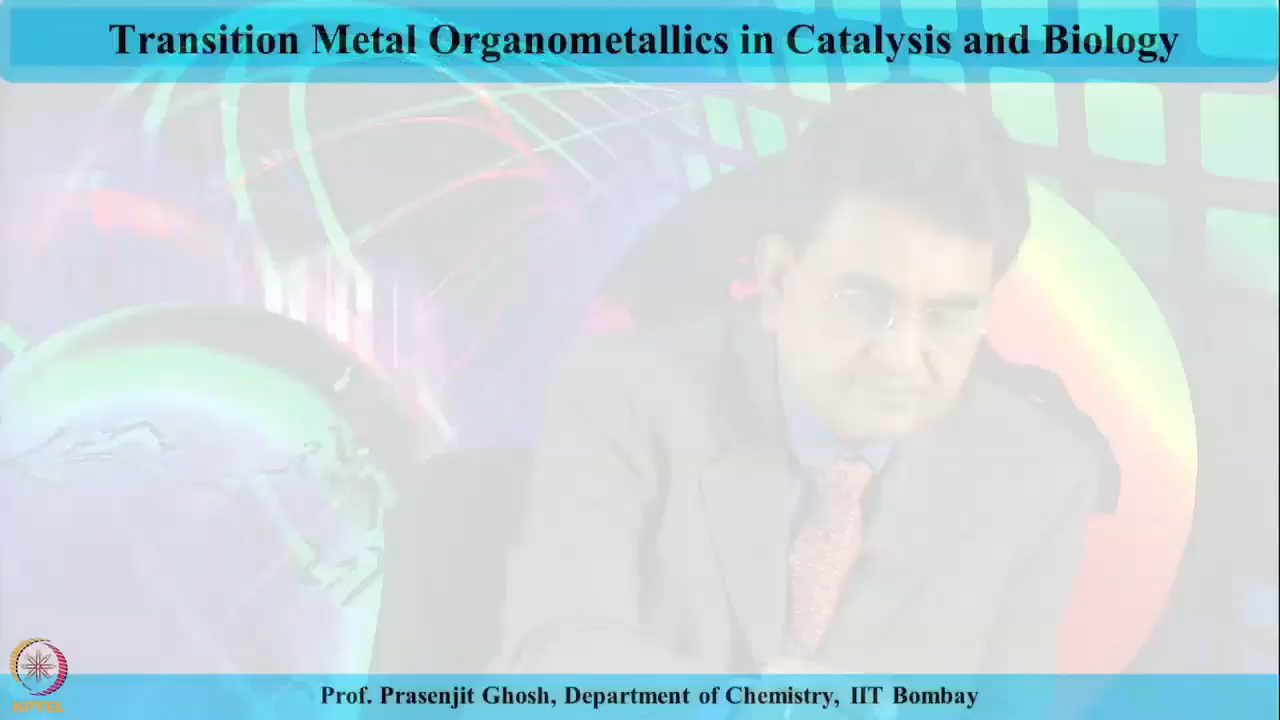 Transition Metal Organometallics in Catalysis and Biology
Prof. Prasenjit Ghosh, Department of Chemistry, IIT Bombay
NPTEL